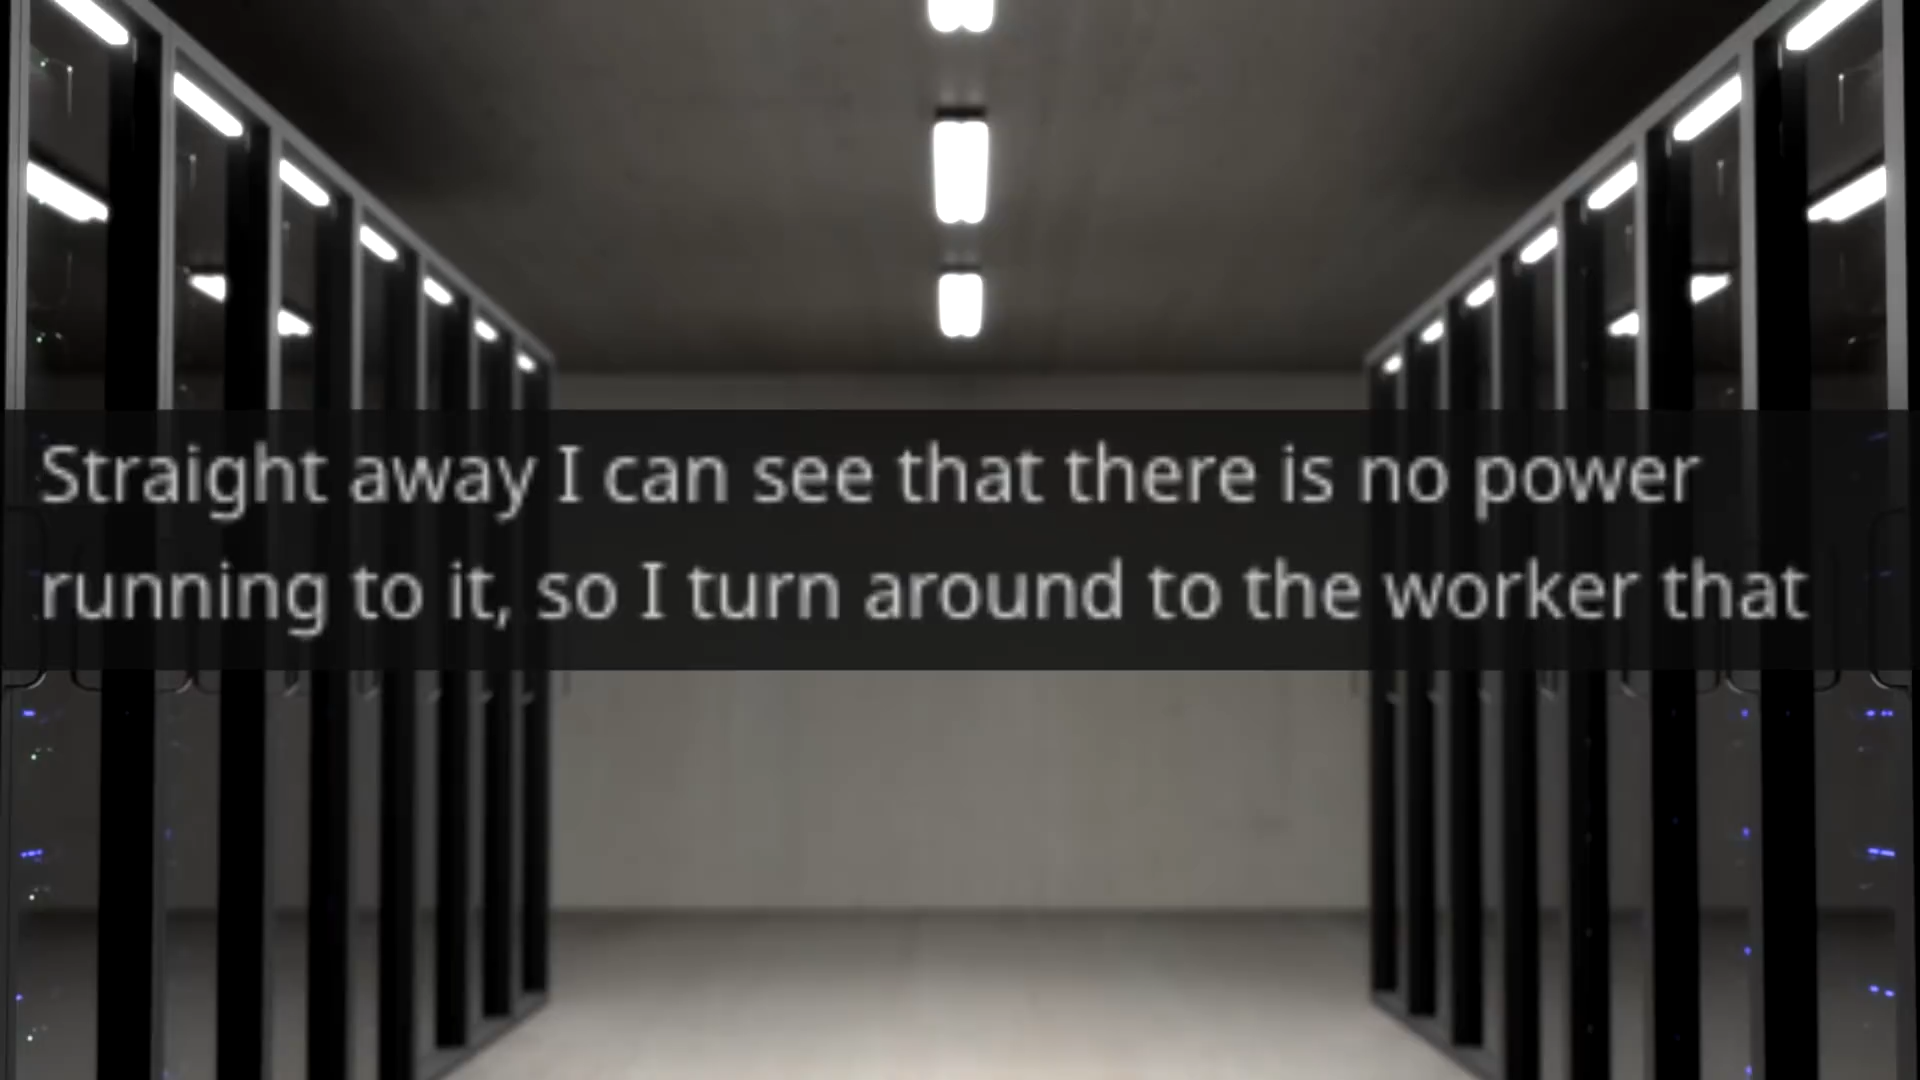 Straight away I can see that there is no power
running to it, so I turn around to the worker that